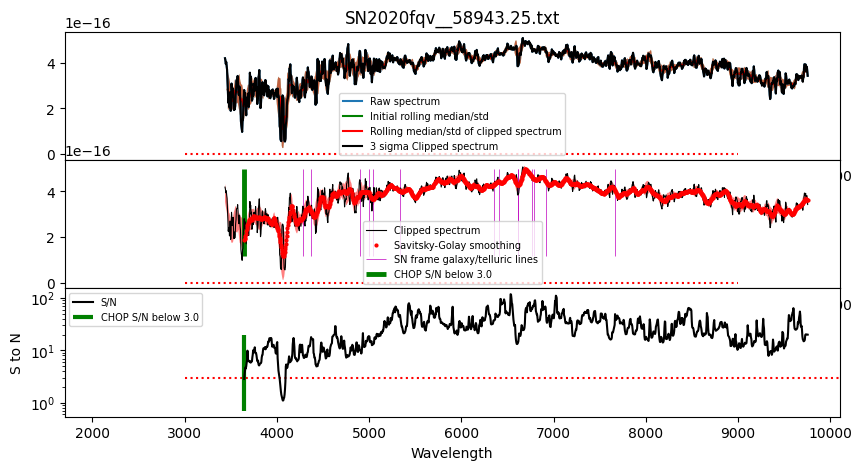 SN2020fqv__58943.25.txt
1e−16
4
2
0
Raw spectrum
Initial rolling median/std
Rolling median/std of clipped spectrum
3 sigma Clipped spectrum
1e−16
00
4
2
0
Clipped spectrum
Savitsky-Golay smoothing
SN frame galaxy/telluric lines
CHOP S/N below 3.0
00
S to N
10²
10¹
10⁰
S/N
CHOP S/N below 3.0
2000 3000 4000 5000 6000 7000 8000 9000 10000
Wavelength